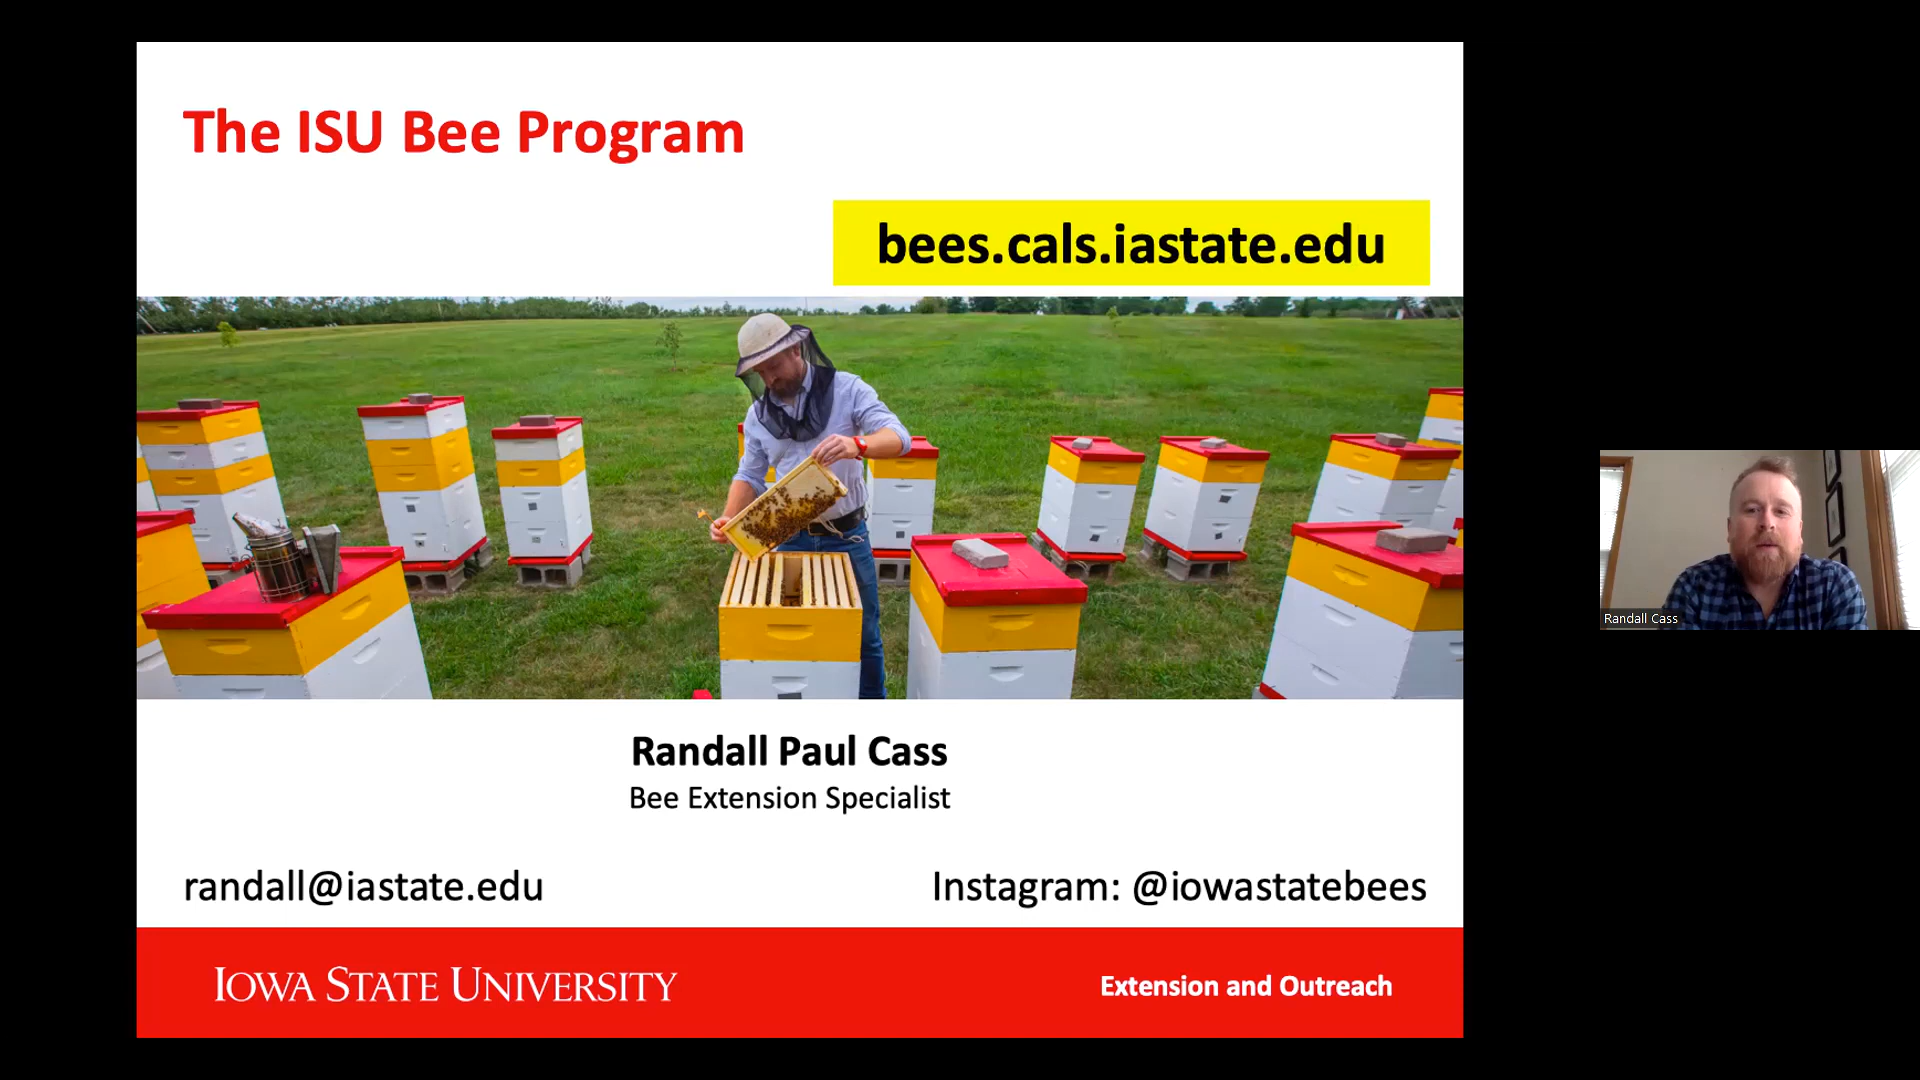 The ISU Bee Program
bees.cals.iastate.edu
Randall Cass
Randall Paul Cass
Bee Extension Specialist
randall@iastate.edu
Instagram: @iowastatebees
IOWA STATE UNIVERSITY
Extension and Outreach